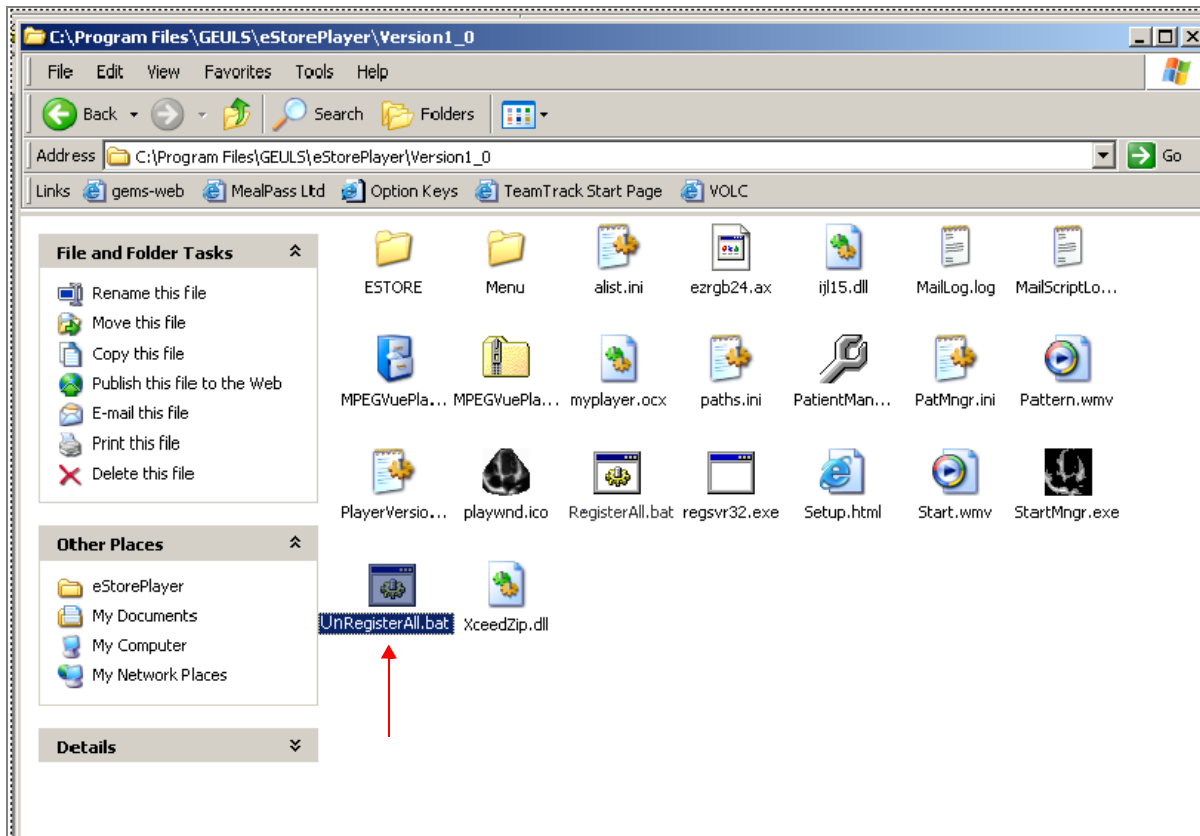 C:\Program Files\GEULS\eStorePlayer\Version1_0
File Edit View Favorites Tools Help
Back Search Folders
Address C:\Program Files\GEULS\eStorePlayer\Version1_0 Go
Links gems-web MealPass Ltd Option Keys TeamTrack Start Page VOLC
File and Folder Tasks
Rename this file
Move this file
Copy this file
Publish this file to the Web
E-mail this file
Print this file
Delete this file
Other Places
eStorePlayer
My Documents
My Computer
My Network Places
Details
ESTORE Menu alist.ini ezrgb24.ax ijl15.dll MailLog.log MailScriptLo...
MPEGVuePla... MPEGVuePla... myplayer.ocx paths.ini PatientMan... PatMngr.ini Pattern.wmv
PlayerVersio... playwnd.ico RegisterAll.bat regsvr32.exe Setup.html Start.wmv StartMngr.exe
UnRegisterAll.bat XceedZip.dll